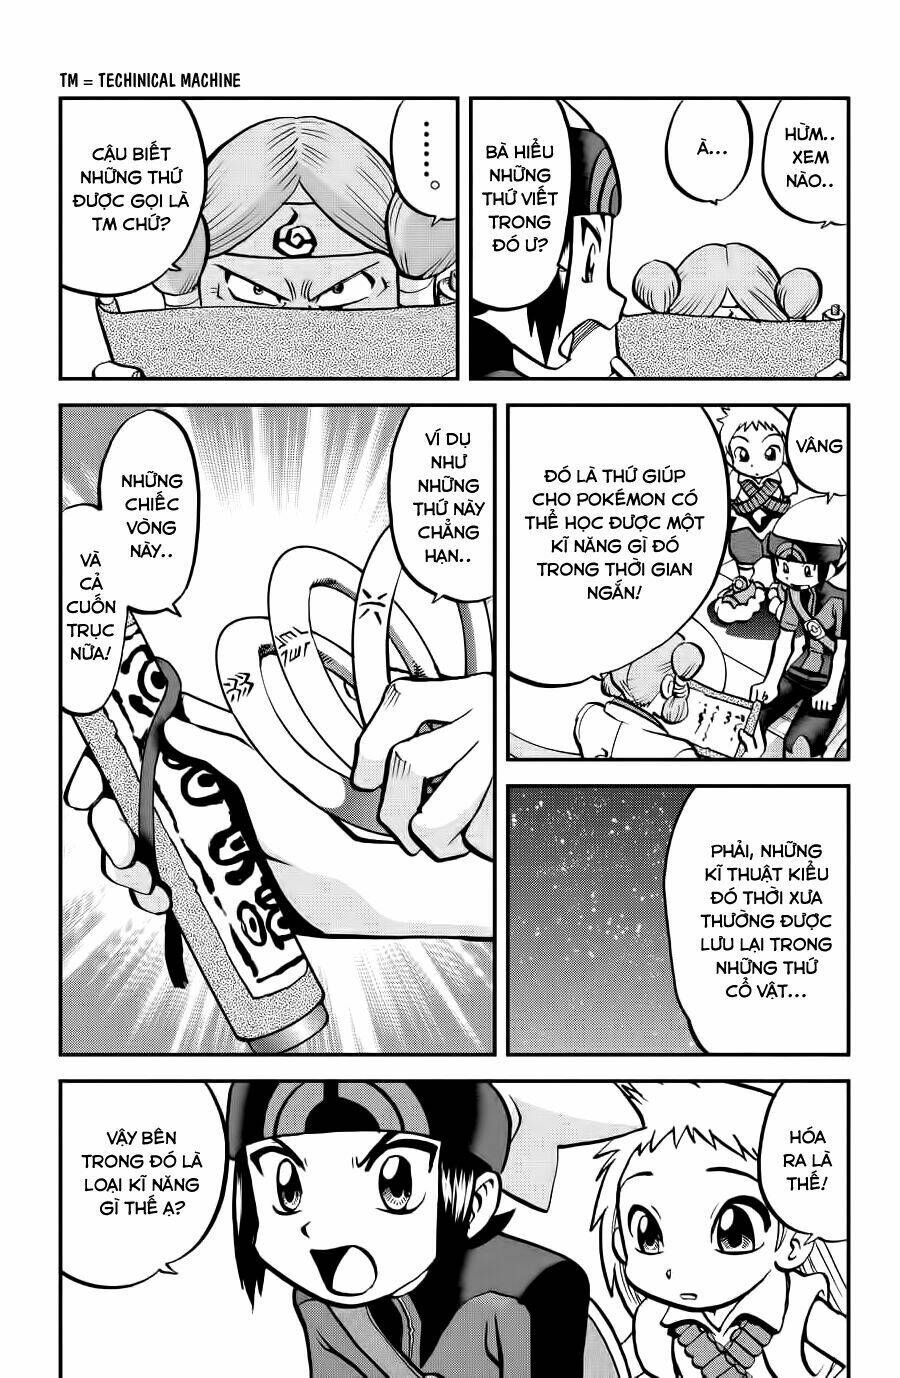 TM = TECHINICAL MACHINE
HỪM..
XEM
NÀO..
À...
BÀ HIỂU
NHỮNG
THỨ VIẾT
TRONG
ĐÓ Ư?
.......
CẬU BIẾT
NHỮNG THỨ
ĐƯỢC GỌI LÀ
TM CHỨ?
VÂNG
ĐÓ LÀ THỨ GIÚP
CHO POKÉMON CÓ
THỂ HỌC ĐƯỢC MỘT
KĨ NĂNG GÌ ĐÓ
TRONG THỜI GIAN
NGẮN!
VÍ DỤ
NHƯ
NHỮNG
THỨ NÀY
CHẲNG
HẠN..
NHỮNG
CHIẾC
VÒNG
NÀY..
VÀ
CẢ
CUỐN
TRỤC
NỮA!
PHẢI, NHỮNG
KĨ THUẬT KIỂU
ĐÓ THỜI XƯA
THƯỜNG ĐƯỢC
LƯU LẠI TRONG
NHỮNG THỨ
CỔ VẬT...
HÓA
RA LÀ
THẾ!
VẬY BÊN
TRONG ĐÓ LÀ
LOẠI KĨ NĂNG
GÌ THẾ Ạ?